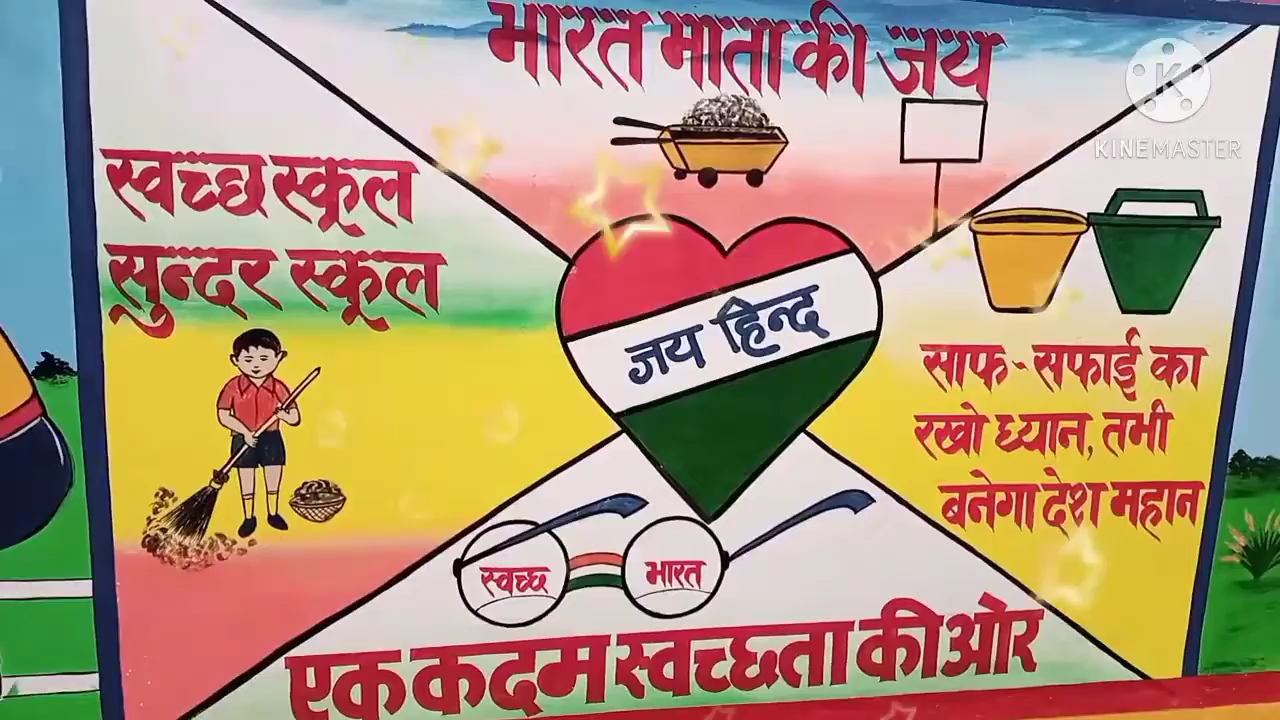 भारत माता की जय
KINEMASTER
स्वच्छ स्कूल
सुन्दर स्कूल
जय हिन्द
साफ-सफाई का
रखो ध्यान, तभी
बनेगा देश महान
स्वच्छ भारत
एक कदम स्वच्छता की ओर